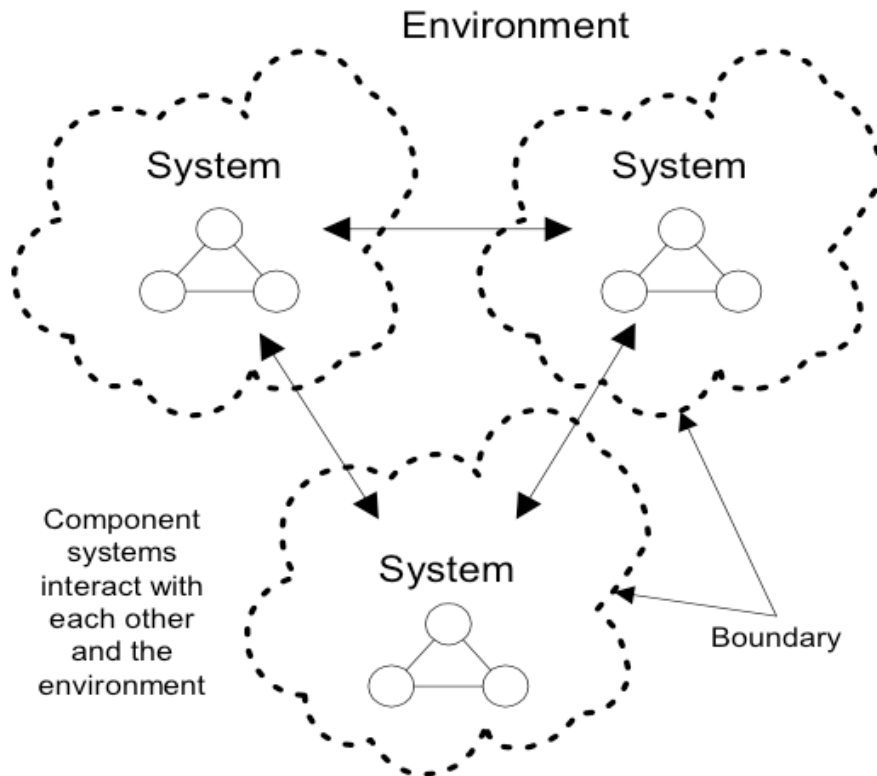 Environment
System
System
Component
systems
interact with
each other
and the
environment
System
Boundary